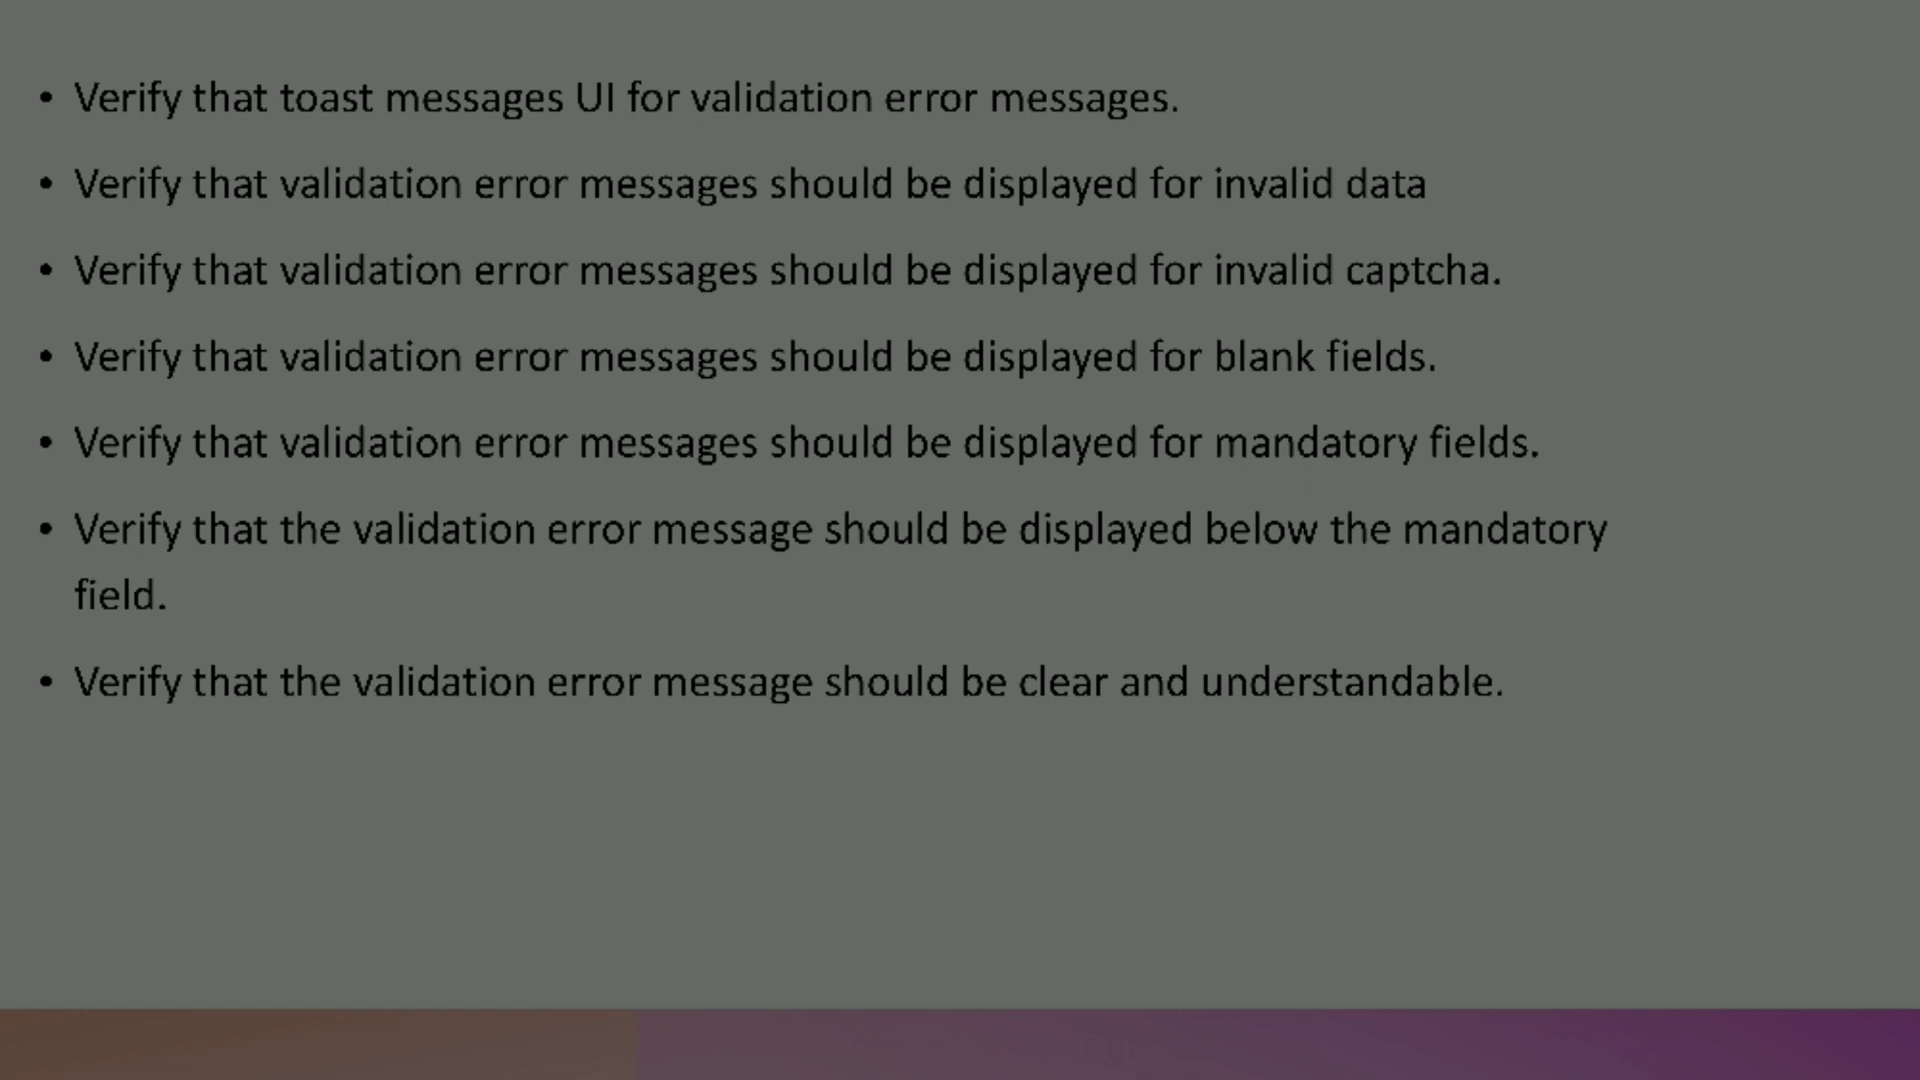 • Verify that toast messages UI for validation error messages.
• Verify that validation error messages should be displayed for invalid data
• Verify that validation error messages should be displayed for invalid captcha.
• Verify that validation error messages should be displayed for blank fields.
• Verify that validation error messages should be displayed for mandatory fields.
• Verify that the validation error message should be displayed below the mandatory
field.
• Verify that the validation error message should be clear and understandable.